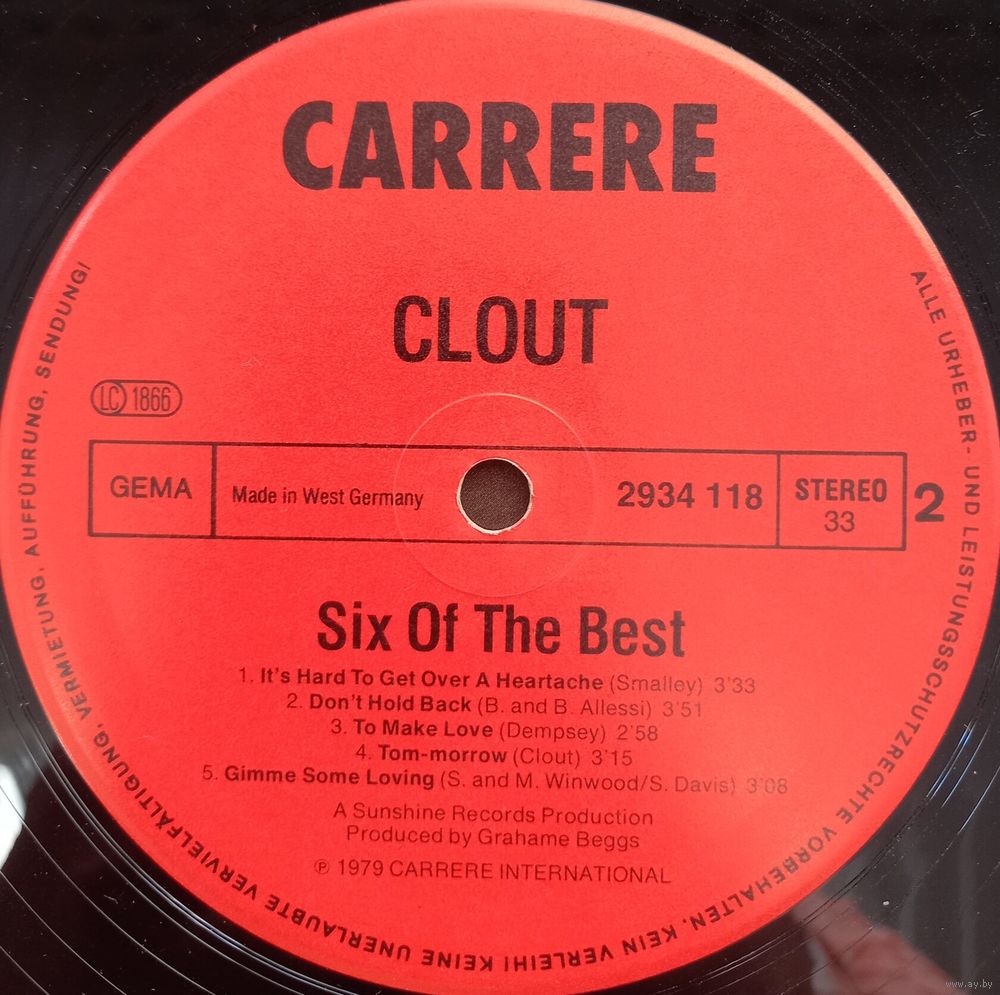 CARRERE
CLOUT
LC 1866
GEMA
Made in West Germany
2934 118
STEREO
33
2
Six Of The Best
1. It's Hard To Get Over A Heartache (Smalley) 3'33
2. Don't Hold Back (B. and B. Allessi) 3'51
3. To Make Love (Dempsey) 2'58
4. Tom-morrow (Clout) 3'15
5. Gimme Some Loving (S. and M. Winwood/S. Davis) 3'08
A Sunshine Records Production
Produced by Grahame Beggs
℗ 1979 CARRERE INTERNATIONAL
ALLE URHEBER- UND LEISTUNGSSCHUTZRECHTE VORBEHALTEN. KEIN VERLEIH! KEINE UNERLAUBTE VERVIELFÄLTIGUNG, VERMIETUNG, AUFFÜHRUNG, SENDUNG!
www.ay.by